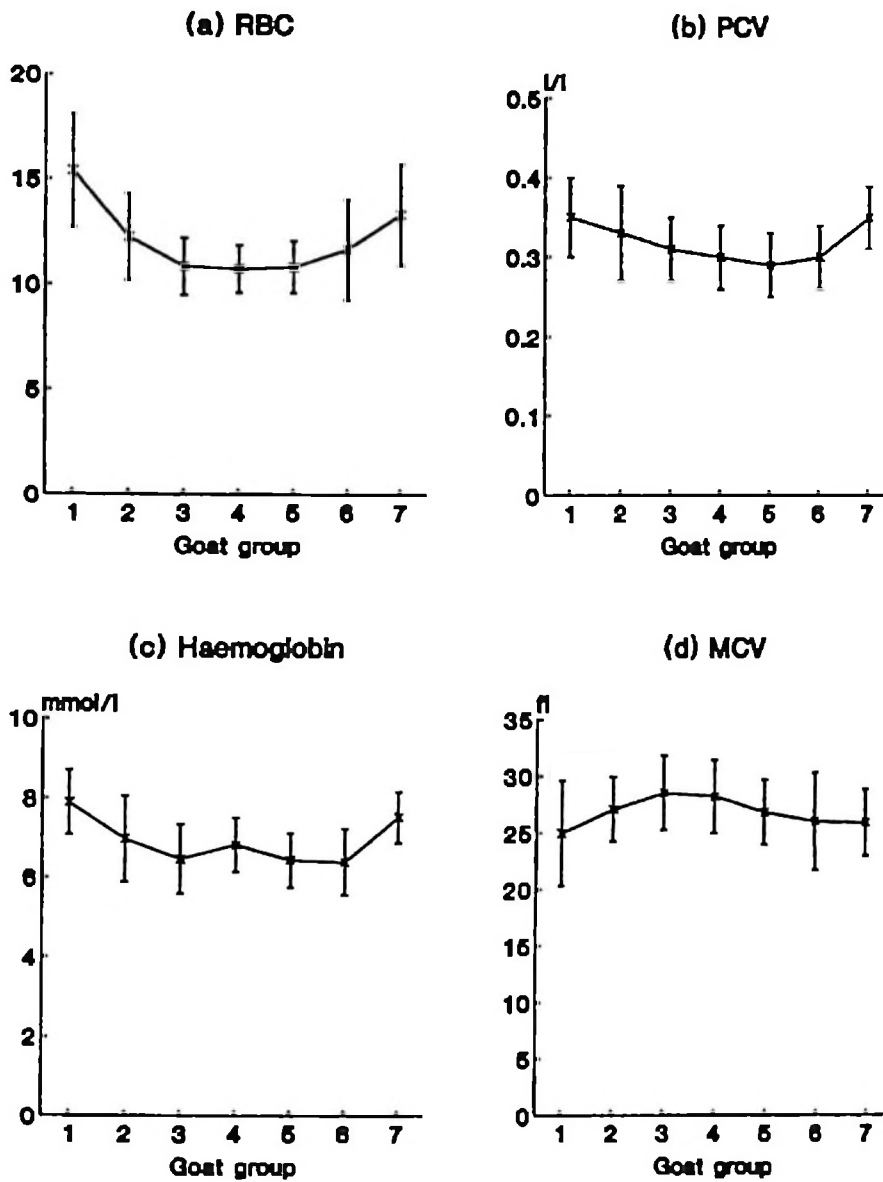 (a) RBC
20
15
10
5
0
1 2 3 4 5 6 7
Goat group
(b) PCV
l/l
0.5
0.4
0.3
0.2
0.1
0
1 2 3 4 5 6 7
Goat group
(c) Haemoglobin
mmol/l
10
8
6
4
2
0
1 2 3 4 5 6 7
Goat group
(d) MCV
fl
35
30
25
20
15
10
5
0
1 2 3 4 5 6 7
Goat group